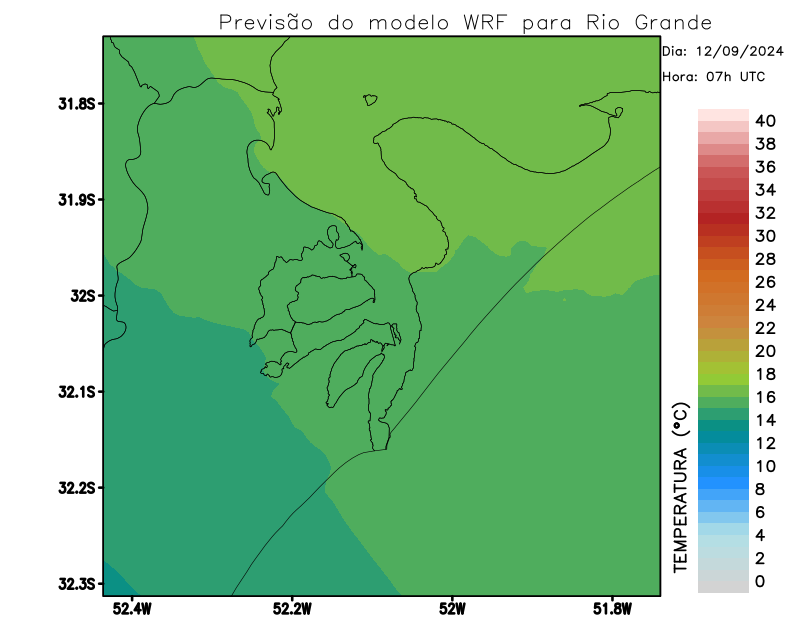 Previsão do modelo WRF para Rio Grande
Dia: 12/09/2024
Hora: 07h UTC
31.8S
31.9S
32S
32.1S
32.2S
32.3S
52.4W
52.2W
52W
51.8W
TEMPERATURA (°C)
40
38
36
34
32
30
28
26
24
22
20
18
16
14
12
10
8
6
4
2
0